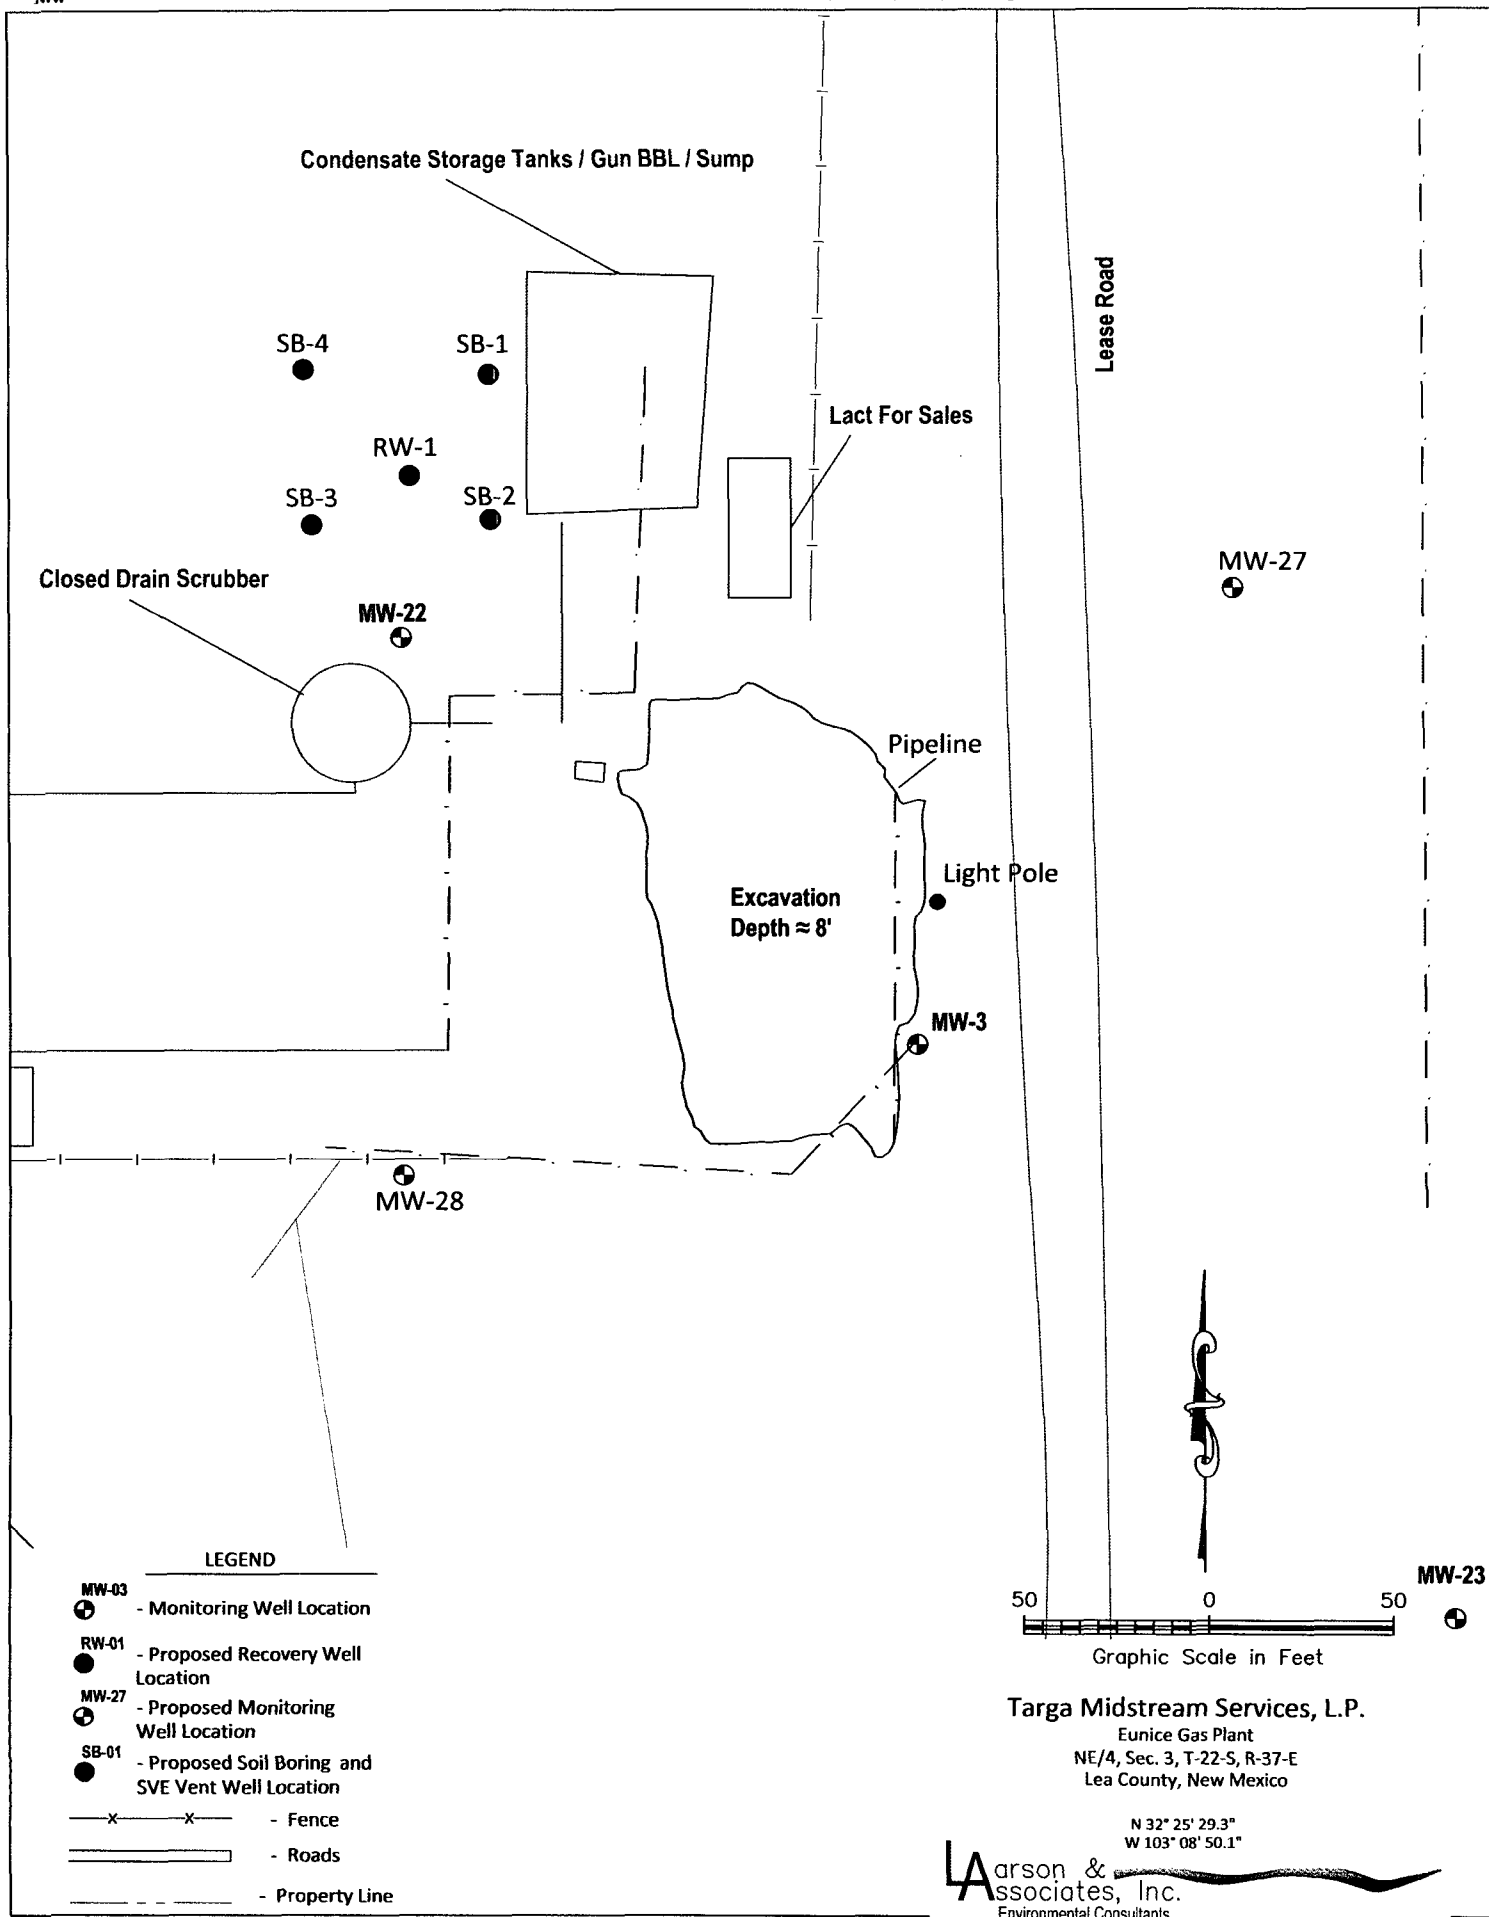 Condensate Storage Tanks / Gun BBL / Sump
Lease Road
SB-4
SB-1
Lact For Sales
RW-1
SB-3
SB-2
MW-27
Closed Drain Scrubber
MW-22
Pipeline
Light Pole
Excavation
Depth ≈ 8'
MW-3
MW-28
LEGEND
MW-03
- Monitoring Well Location
RW-01
- Proposed Recovery Well
Location
MW-27
- Proposed Monitoring
Well Location
SB-01
- Proposed Soil Boring and
SVE Vent Well Location
x x - Fence
- Roads
- Property Line
MW-23
50 0 50
Graphic Scale in Feet
Targa Midstream Services, L.P.
Eunice Gas Plant
NE/4, Sec. 3, T-22-S, R-37-E
Lea County, New Mexico
N 32° 25' 29.3"
W 103° 08' 50.1"
Larson &
Associates, Inc.
Environmental Consultants